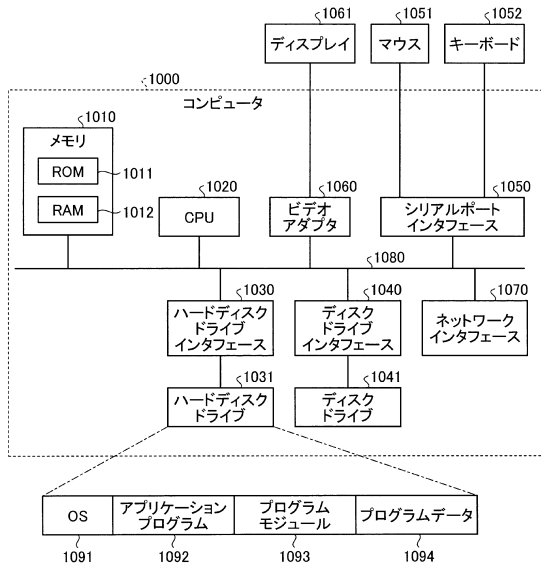 1061
1051
1052
ディスプレイ
マウス
キーボード
1000
コンピュータ
1010
メモリ
ROM
1011
RAM
1012
1020
CPU
1060
ビデオ
アダプタ
1050
シリアルポート
インタフェース
1080
1030
ハードディスク
ドライブ
インタフェース
1040
ディスク
ドライブ
インタフェース
1070
ネットワーク
インタフェース
1031
ハードディスク
ドライブ
1041
ディスク
ドライブ
OS
アプリケーション
プログラム
プログラム
モジュール
プログラムデータ
1091
1092
1093
1094